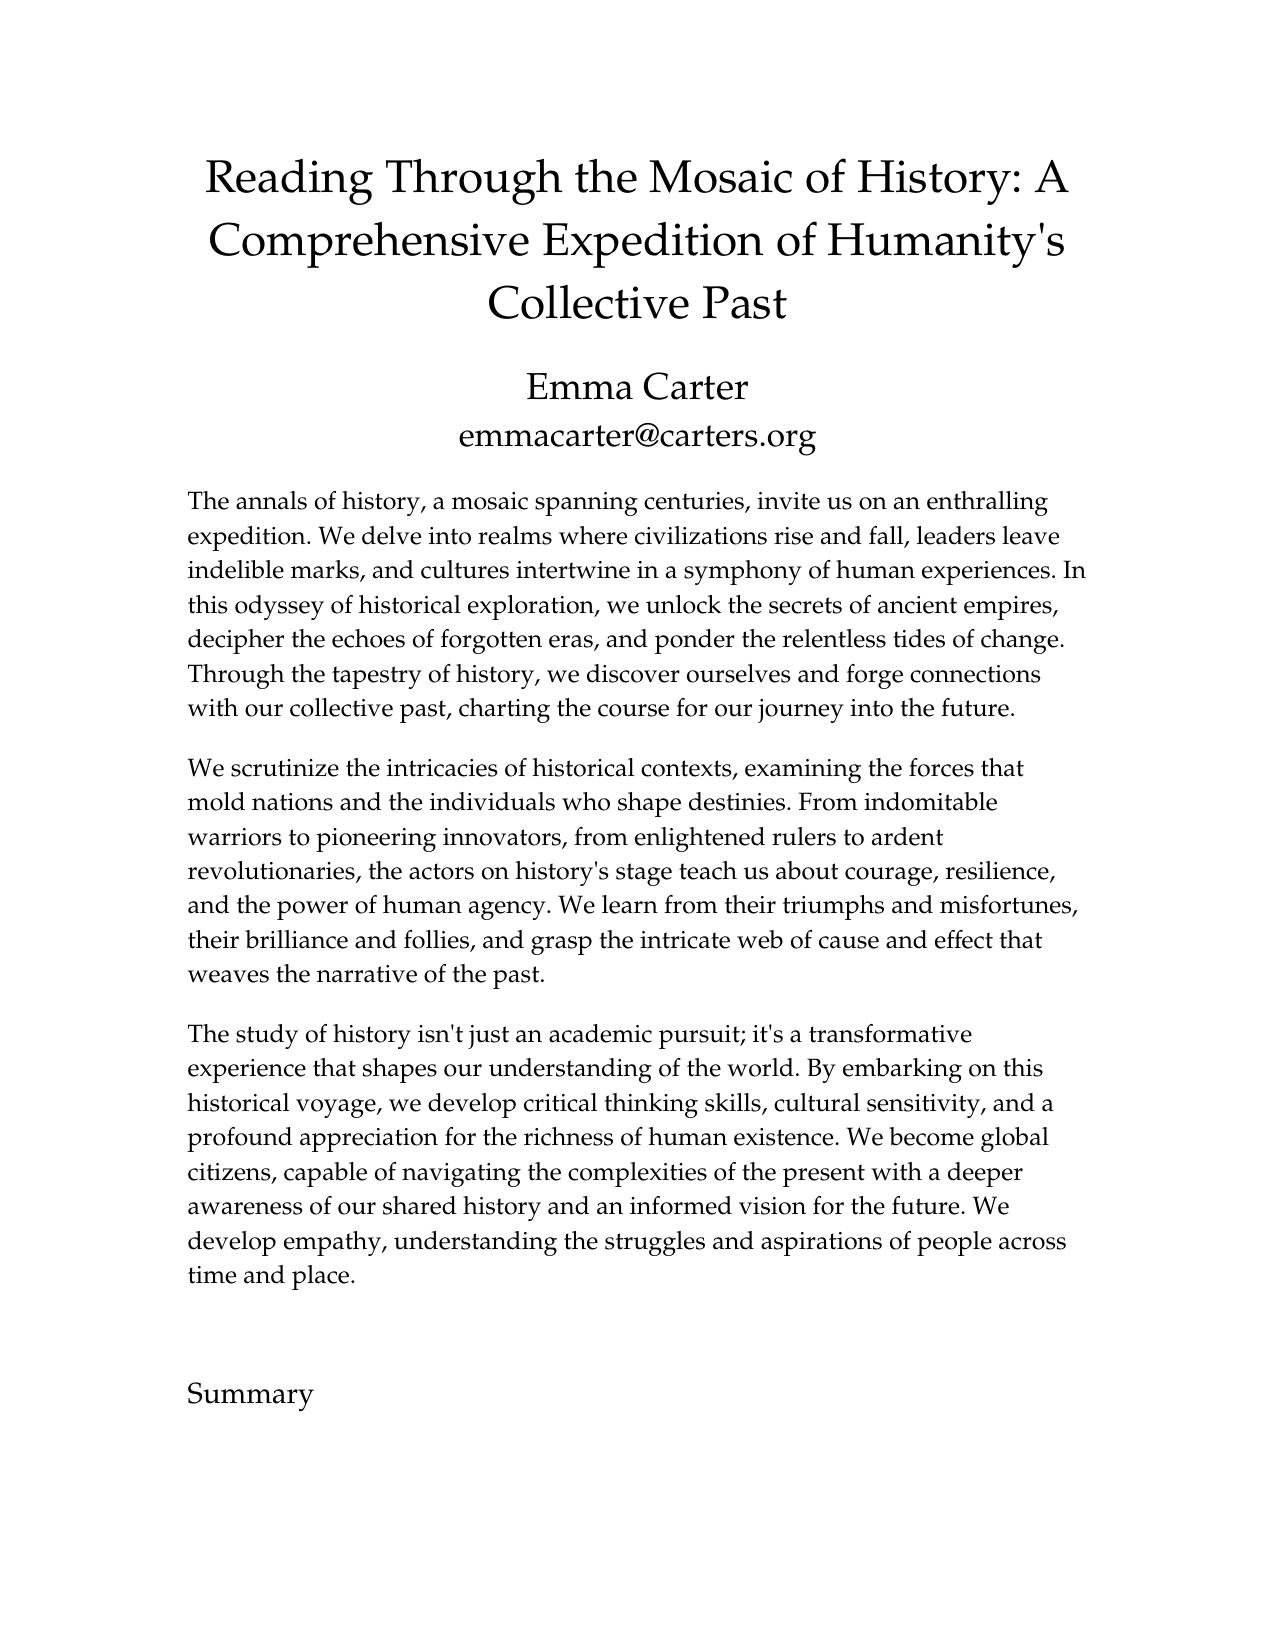 Reading Through the Mosaic of History: A
Comprehensive Expedition of Humanity's
Collective Past
Emma Carter
emmacarter@carters.org
The annals of history, a mosaic spanning centuries, invite us on an enthralling
expedition. We delve into realms where civilizations rise and fall, leaders leave
indelible marks, and cultures intertwine in a symphony of human experiences. In
this odyssey of historical exploration, we unlock the secrets of ancient empires,
decipher the echoes of forgotten eras, and ponder the relentless tides of change.
Through the tapestry of history, we discover ourselves and forge connections
with our collective past, charting the course for our journey into the future.
We scrutinize the intricacies of historical contexts, examining the forces that
mold nations and the individuals who shape destinies. From indomitable
warriors to pioneering innovators, from enlightened rulers to ardent
revolutionaries, the actors on history's stage teach us about courage, resilience,
and the power of human agency. We learn from their triumphs and misfortunes,
their brilliance and follies, and grasp the intricate web of cause and effect that
weaves the narrative of the past.
The study of history isn't just an academic pursuit; it's a transformative
experience that shapes our understanding of the world. By embarking on this
historical voyage, we develop critical thinking skills, cultural sensitivity, and a
profound appreciation for the richness of human existence. We become global
citizens, capable of navigating the complexities of the present with a deeper
awareness of our shared history and an informed vision for the future. We
develop empathy, understanding the struggles and aspirations of people across
time and place.
Summary